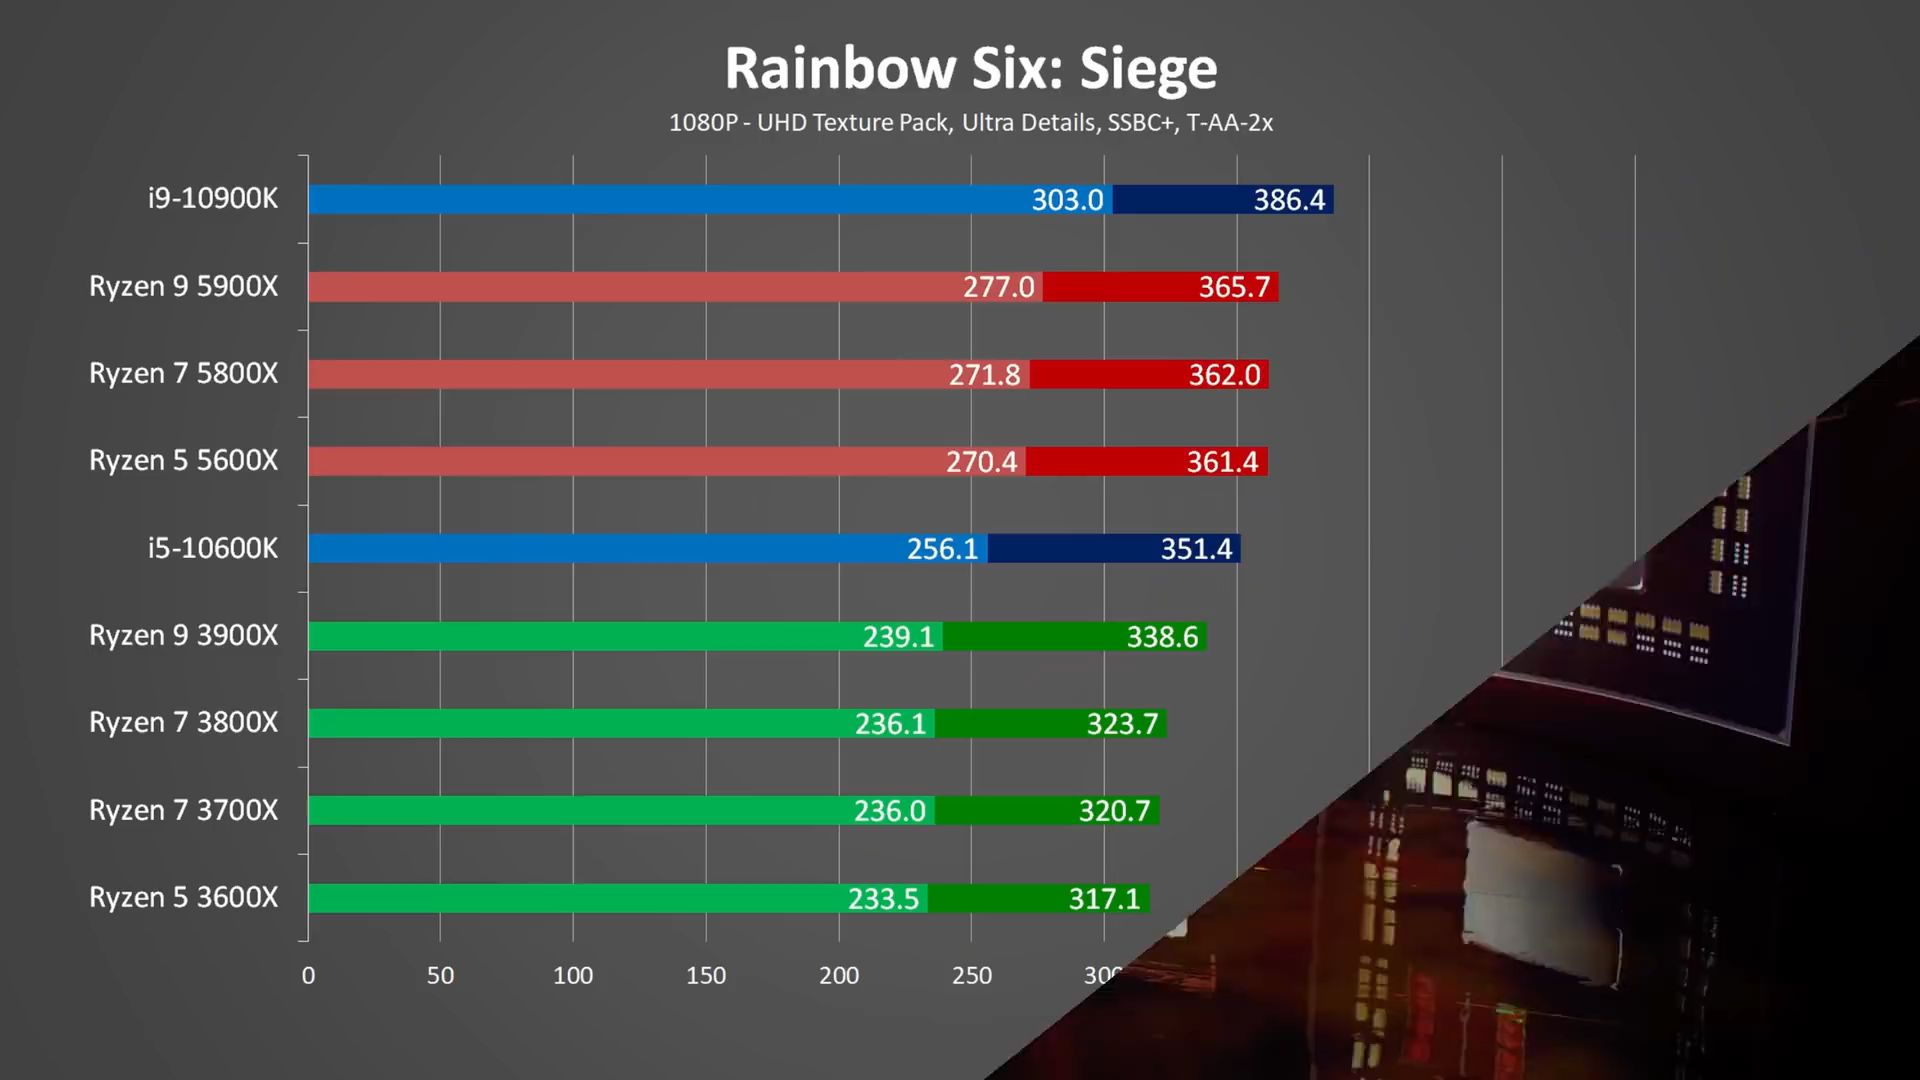 Rainbow Six: Siege
1080P - UHD Texture Pack, Ultra Details, SSBC+, T-AA-2x
i9-10900K 303.0 386.4
Ryzen 9 5900X 277.0 365.7
Ryzen 7 5800X 271.8 362.0
Ryzen 5 5600X 270.4 361.4
i5-10600K 256.1 351.4
Ryzen 9 3900X 239.1 338.6
Ryzen 7 3800X 236.1 323.7
Ryzen 7 3700X 236.0 320.7
Ryzen 5 3600X 233.5 317.1
0 50 100 150 200 250 300